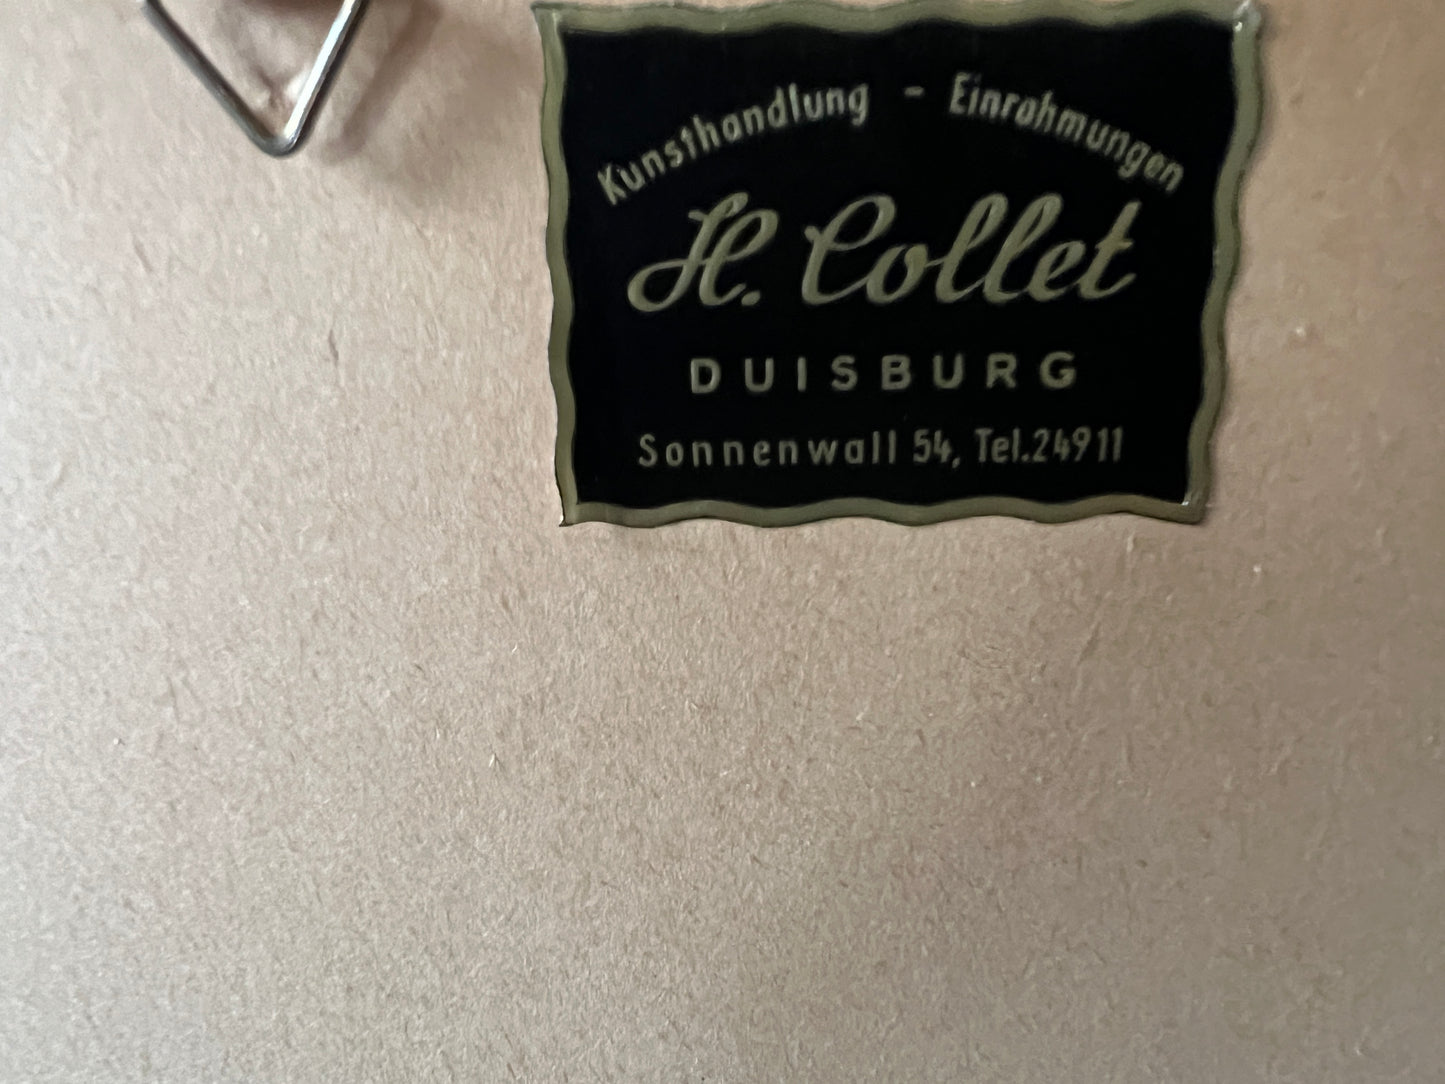 Kunsthandlung - Einrahmungen
H. Collet
DUISBURG
Sonnenwall 54, Tel.24911